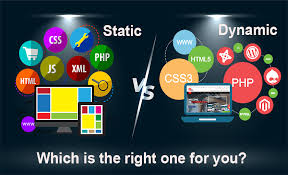 Static
Dynamic
CSS
PHP
HTML
JS
XML
WWW
VS
WWW
HTML5
CSS3
PHP
Which is the right one for you?